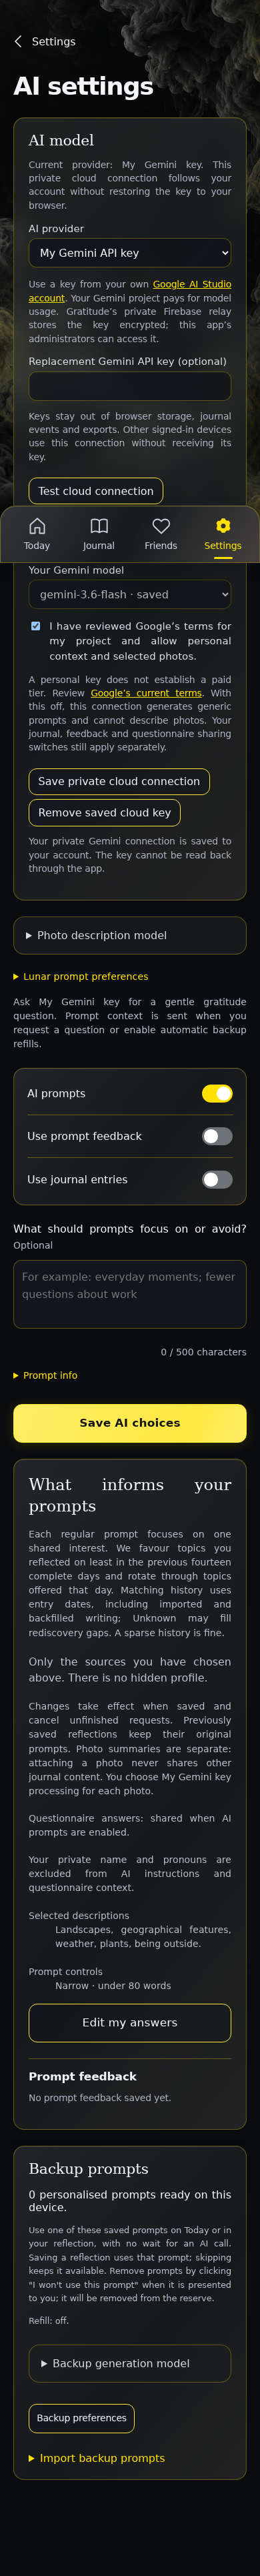 Settings
AI settings
AI model
Current provider: My Gemini key. This
private cloud connection follows your
account without restoring the key to your
browser.
AI provider
My Gemini API key
Use a key from your own Google AI Studio
account. Your Gemini project pays for model
usage. Gratitude's private Firebase relay
stores the key encrypted; this app's
administrators can access it.
Replacement Gemini API key (optional)
Keys stay out of browser storage, journal
events and exports. Other signed-in devices
use this connection without receiving its
key.
Test cloud connection
Today
Journal
Friends
Settings
Your Gemini model
gemini-3.6-flash · saved
I have reviewed Google's terms for
my project and allow personal
context and selected photos.
A personal key does not establish a paid
tier. Review Google's current terms. With
this off, this connection generates generic
prompts and cannot describe photos. Your
journal, feedback and questionnaire sharing
switches still apply separately.
Save private cloud connection
Remove saved cloud key
Your private Gemini connection is saved to
your account. The key cannot be read back
through the app.
Photo description model
Lunar prompt preferences
Ask My Gemini key for a gentle gratitude
question. Prompt context is sent when you
request a question or enable automatic backup
refills.
AI prompts
Use prompt feedback
Use journal entries
What should prompts focus on or avoid?
Optional
For example: everyday moments; fewer
questions about work
0 / 500 characters
Prompt info
Save AI choices
What informs your
prompts
Each regular prompt focuses on one
shared interest. We favour topics you
reflected on least in the previous fourteen
complete days and rotate through topics
offered that day. Matching history uses
entry dates, including imported and
backfilled writing; Unknown may fill
rediscovery gaps. A sparse history is fine.
Only the sources you have chosen
above. There is no hidden profile.
Changes take effect when saved and
cancel unfinished requests. Previously
saved reflections keep their original
prompts. Photo summaries are separate:
attaching a photo never shares other
journal content. You choose My Gemini key
processing for each photo.
Questionnaire answers: shared when AI
prompts are enabled.
Your private name and pronouns are
excluded from AI instructions and
questionnaire context.
Selected descriptions
Landscapes, geographical features,
weather, plants, being outside.
Prompt controls
Narrow · under 80 words
Edit my answers
Prompt feedback
No prompt feedback saved yet.
Backup prompts
0 personalised prompts ready on this
device.
Use one of these saved prompts on Today or in
your reflection, with no wait for an AI call.
Saving a reflection uses that prompt; skipping
keeps it available. Remove prompts by clicking
"I won't use this prompt" when it is presented
to you; it will be removed from the reserve.
Refill: off.
Backup generation model
Backup preferences
Import backup prompts